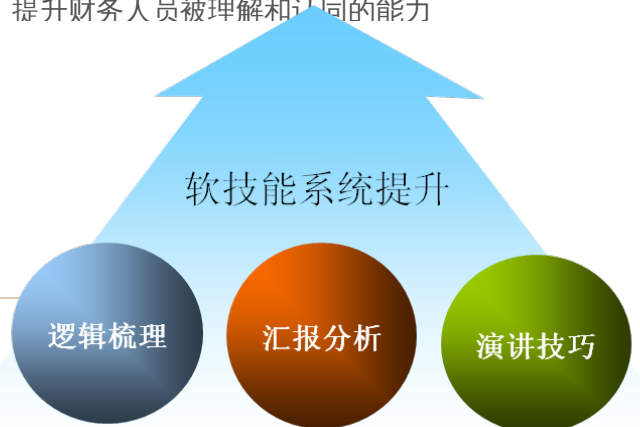 提升财务人员被理解和认同的能力
软技能系统提升
逻辑梳理
汇报分析
演讲技巧